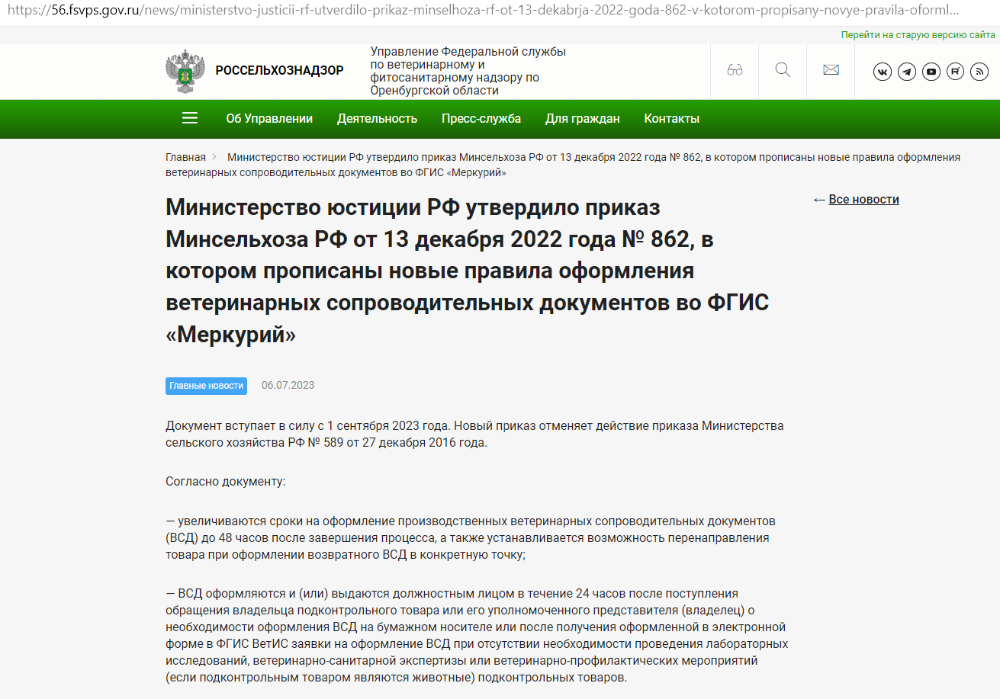 https://56.fsvps.gov.ru/news/ministerstvo-justicii-rf-utverdilo-prikaz-minselhoza-rf-ot-13-dekabrja-2022-goda-862-v-kotorom-propisany-novye-pravila-oforml...
Перейти на старую версию сайта
РОССЕЛЬХОЗНАДЗОР
Управление Федеральной службы
по ветеринарному и
фитосанитарному надзору по
Оренбургской области
Об Управлении Деятельность Пресс-служба Для граждан Контакты
Главная > Министерство юстиции РФ утвердило приказ Минсельхоза РФ от 13 декабря 2022 года № 862, в котором прописаны новые правила оформления
ветеринарных сопроводительных документов во ФГИС «Меркурий»
← Все новости
Министерство юстиции РФ утвердило приказ
Минсельхоза РФ от 13 декабря 2022 года № 862, в
котором прописаны новые правила оформления
ветеринарных сопроводительных документов во ФГИС
«Меркурий»
Главные новости 06.07.2023
Документ вступает в силу с 1 сентября 2023 года. Новый приказ отменяет действие приказа Министерства
сельского хозяйства РФ № 589 от 27 декабря 2016 года.
Согласно документу:
— увеличиваются сроки на оформление производственных ветеринарных сопроводительных документов
(ВСД) до 48 часов после завершения процесса, а также устанавливается возможность перенаправления
товара при оформлении возвратного ВСД в конкретную точку;
— ВСД оформляются и (или) выдаются должностным лицом в течение 24 часов после поступления
обращения владельца подконтрольного товара или его уполномоченного представителя (владелец) о
необходимости оформления ВСД на бумажном носителе или после получения оформленной в электронной
форме в ФГИС ВетИС заявки на оформление ВСД при отсутствии необходимости проведения лабораторных
исследований, ветеринарно-санитарной экспертизы или ветеринарно-профилактических мероприятий
(если подконтрольным товаром являются животные) подконтрольных товаров.